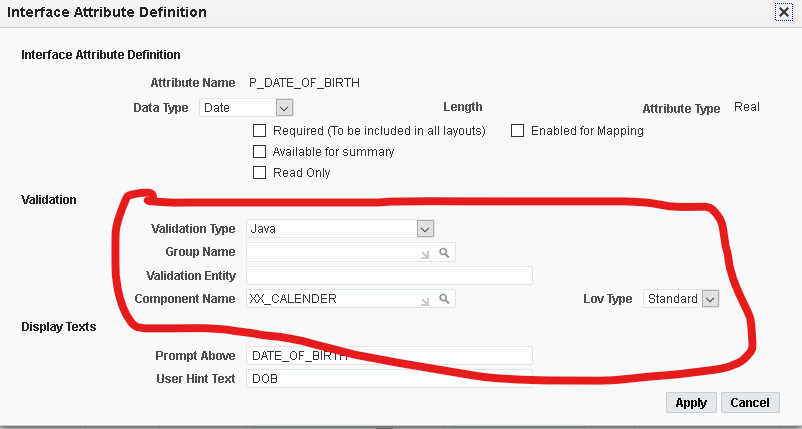 Interface Attribute Definition
Interface Attribute Definition
Attribute Name P_DATE_OF_BIRTH
Data Type Date Length Attribute Type Real
Required (To be included in all layouts) Enabled for Mapping
Available for summary
Read Only
Validation
Validation Type Java
Group Name
Validation Entity
Component Name XX_CALENDER Lov Type Standard
Display Texts
Prompt Above DATE_OF_BIRTH
User Hint Text DOB
Apply Cancel